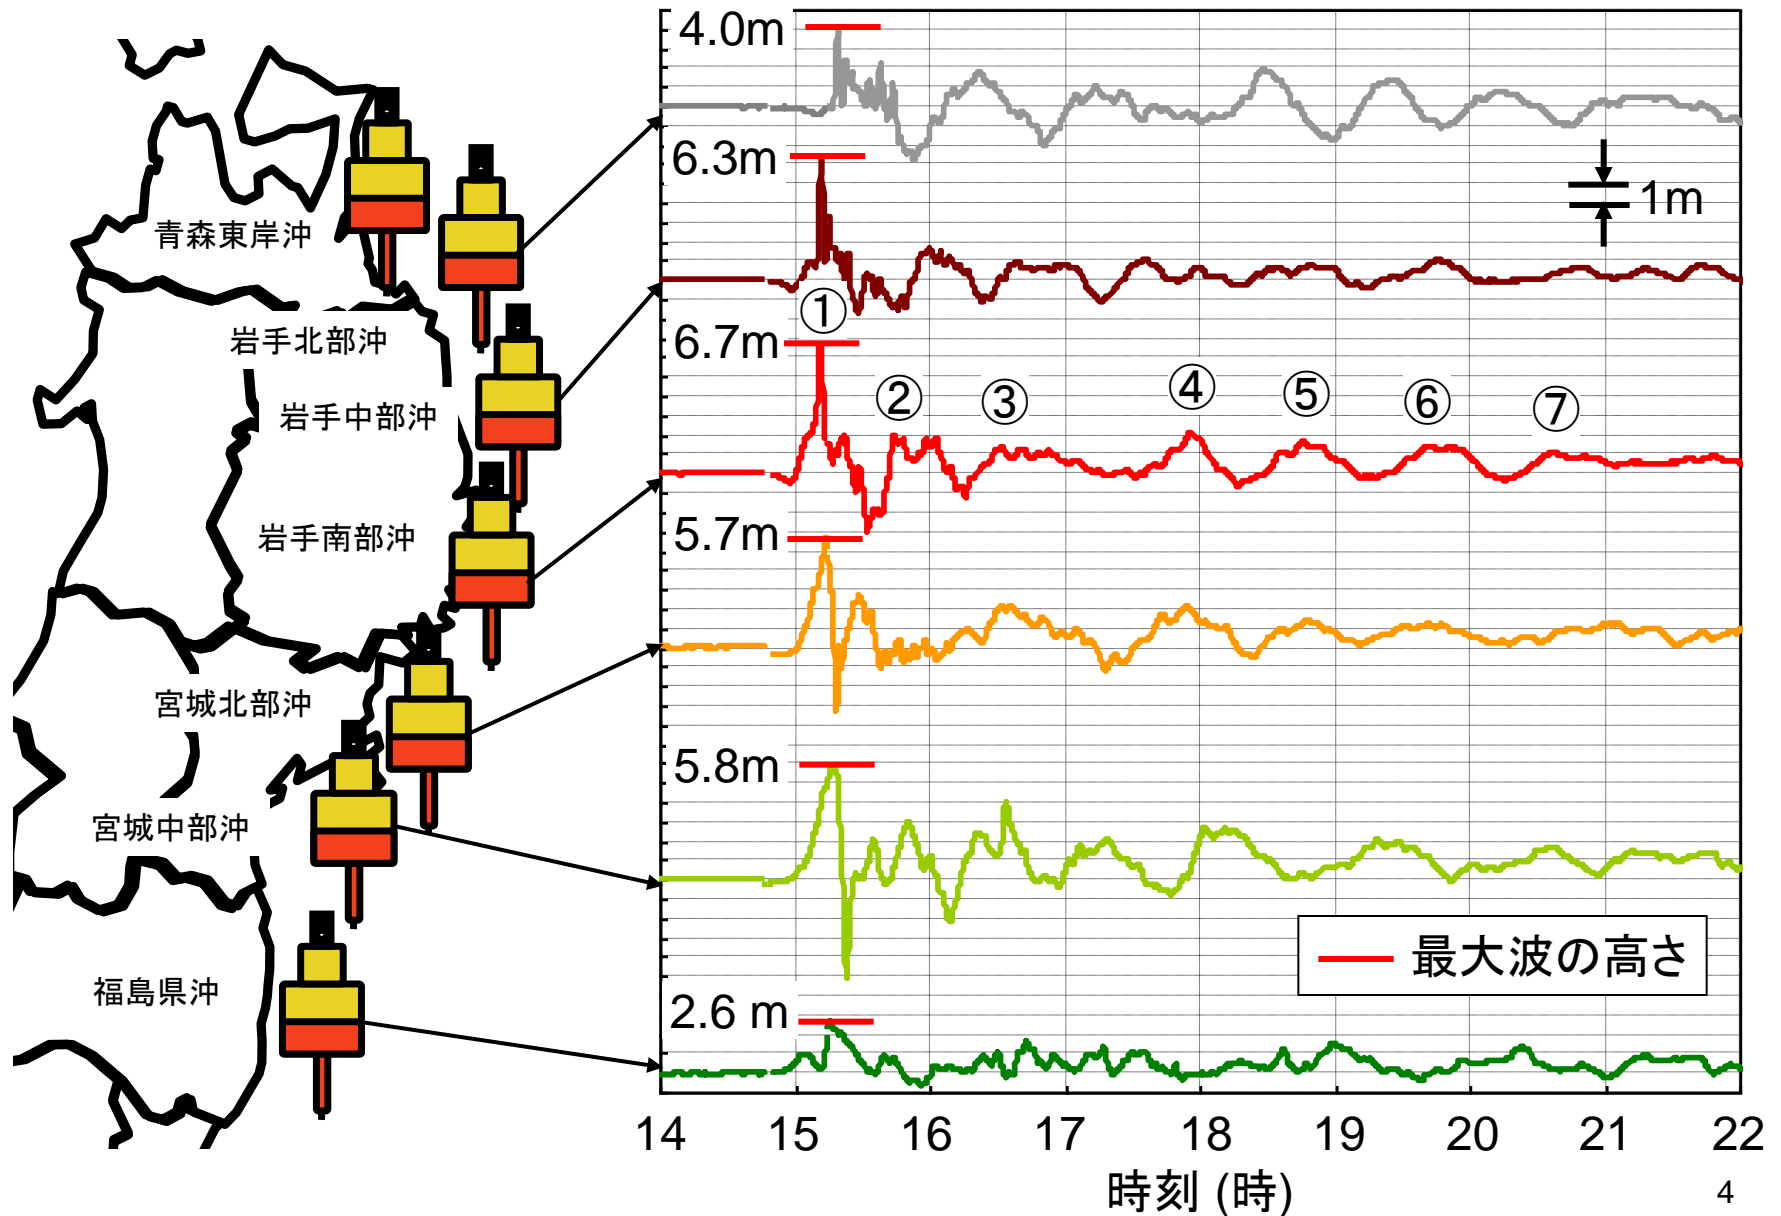 青森東岸沖
岩手北部沖
岩手中部沖
岩手南部沖
宮城北部沖
宮城中部沖
福島県沖
4.0m
6.3m
1m
①
6.7m
② ③ ④ ⑤ ⑥ ⑦
5.7m
5.8m
最大波の高さ
2.6 m
14 15 16 17 18 19 20 21 22
時刻 (時)
4